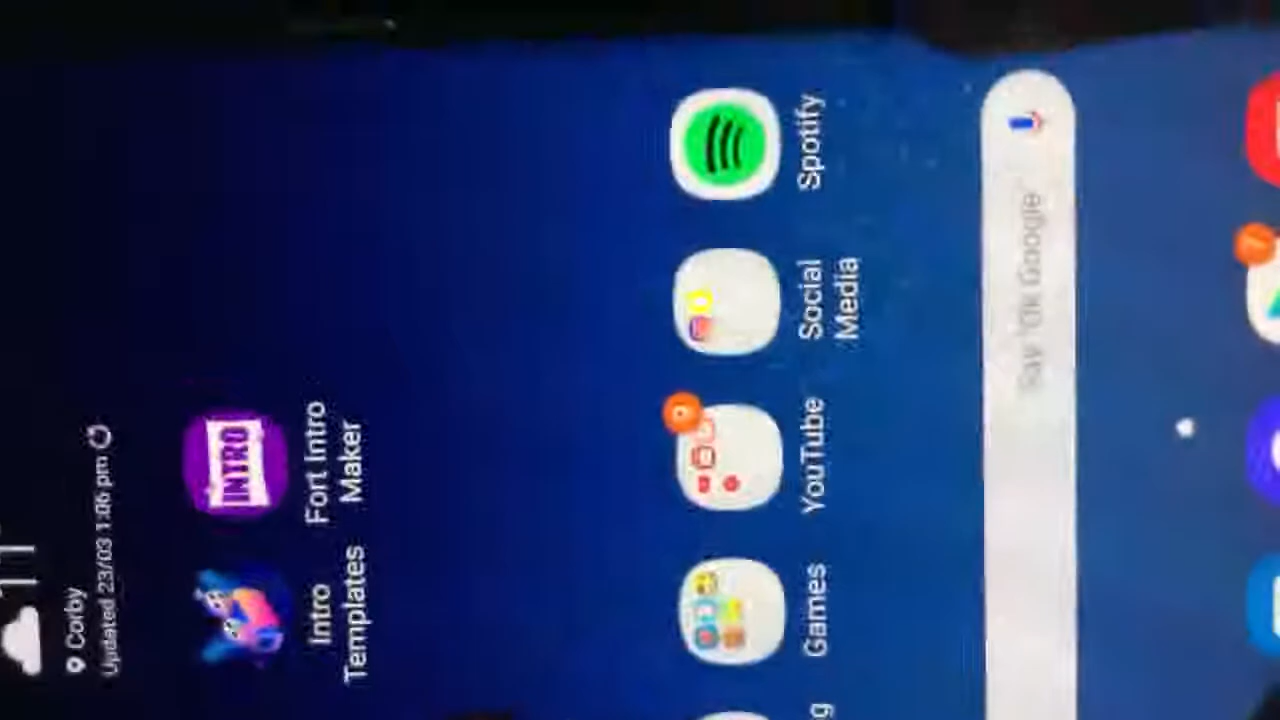 Corby
Updated 23/03 1:06 pm
INTRO
Intro
Templates
Fort Intro
Maker
Games
YouTube
Social
Media
Spotify
Say "Ok Google"